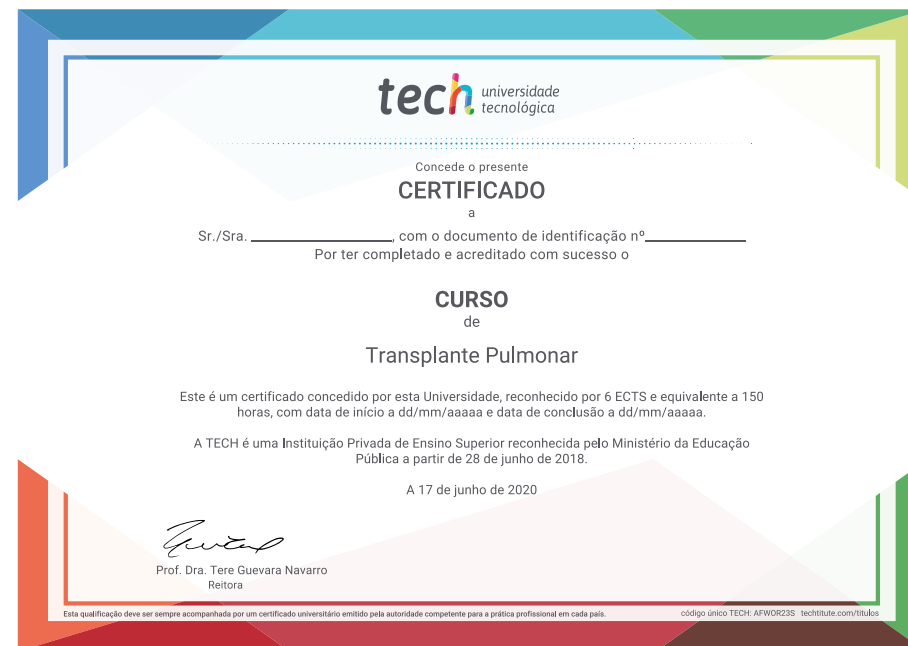 tech universidade
tecnológica
Concede o presente
CERTIFICADO
a
Sr./Sra. ____________________, com o documento de identificação nº______________
Por ter completado e acreditado com sucesso o
CURSO
de
Transplante Pulmonar
Este é um certificado concedido por esta Universidade, reconhecido por 6 ECTS e equivalente a 150
horas, com data de início a dd/mm/aaaaa e data de conclusão a dd/mm/aaaaa.
A TECH é uma Instituição Privada de Ensino Superior reconhecida pelo Ministério da Educação
Pública a partir de 28 de junho de 2018.
A 17 de junho de 2020
Prof. Dra. Tere Guevara Navarro
Reitora
Esta qualificação deve ser sempre acompanhada por um certificado universitário emitido pela autoridade competente para a prática profissional em cada país.
código único TECH: AFWOR23S techtitute.com/titulos